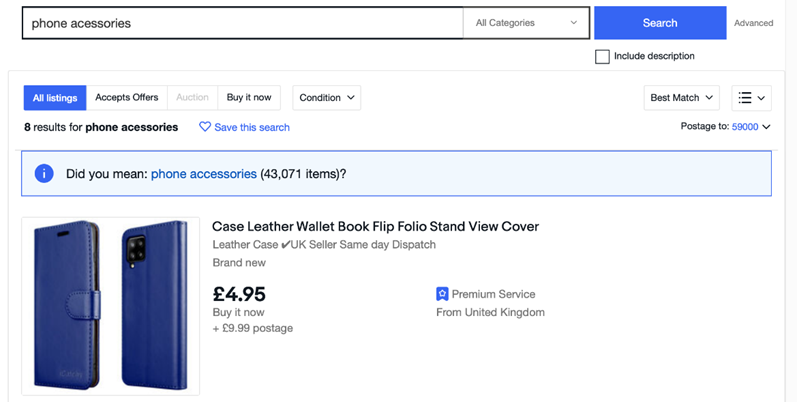 phone acessories
All Categories
Search
Advanced
Include description
All listings
Accepts Offers
Auction
Buy it now
Condition
Best Match
8 results for phone acessories
Save this search
Postage to: 59000
Did you mean: phone accessories (43,071 items)?
Case Leather Wallet Book Flip Folio Stand View Cover
Leather Case ✔UK Seller Same day Dispatch
Brand new
£4.95
Buy it now
+ £9.99 postage
Premium Service
From United Kingdom